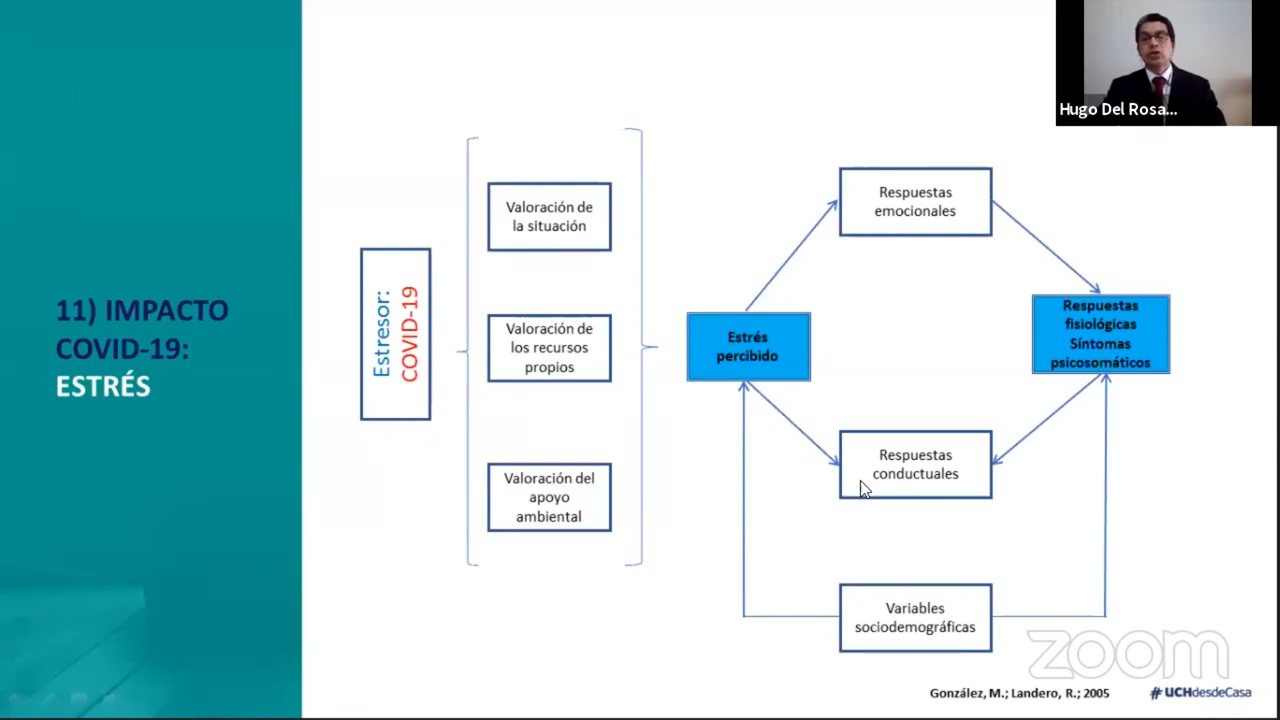 Hugo Del Rosa...
11) IMPACTO
COVID-19:
ESTRÉS
Estresor:
COVID-19
Valoración de
la situación
Valoración de
los recursos
propios
Valoración del
apoyo
ambiental
Estrés
percibido
Respuestas
emocionales
Respuestas
fisiológicas
Síntomas
psicosomáticos
Respuestas
conductuales
Variables
sociodemográficas
zoom
González, M.; Landero, R.; 2005
#UCHdesdeCasa